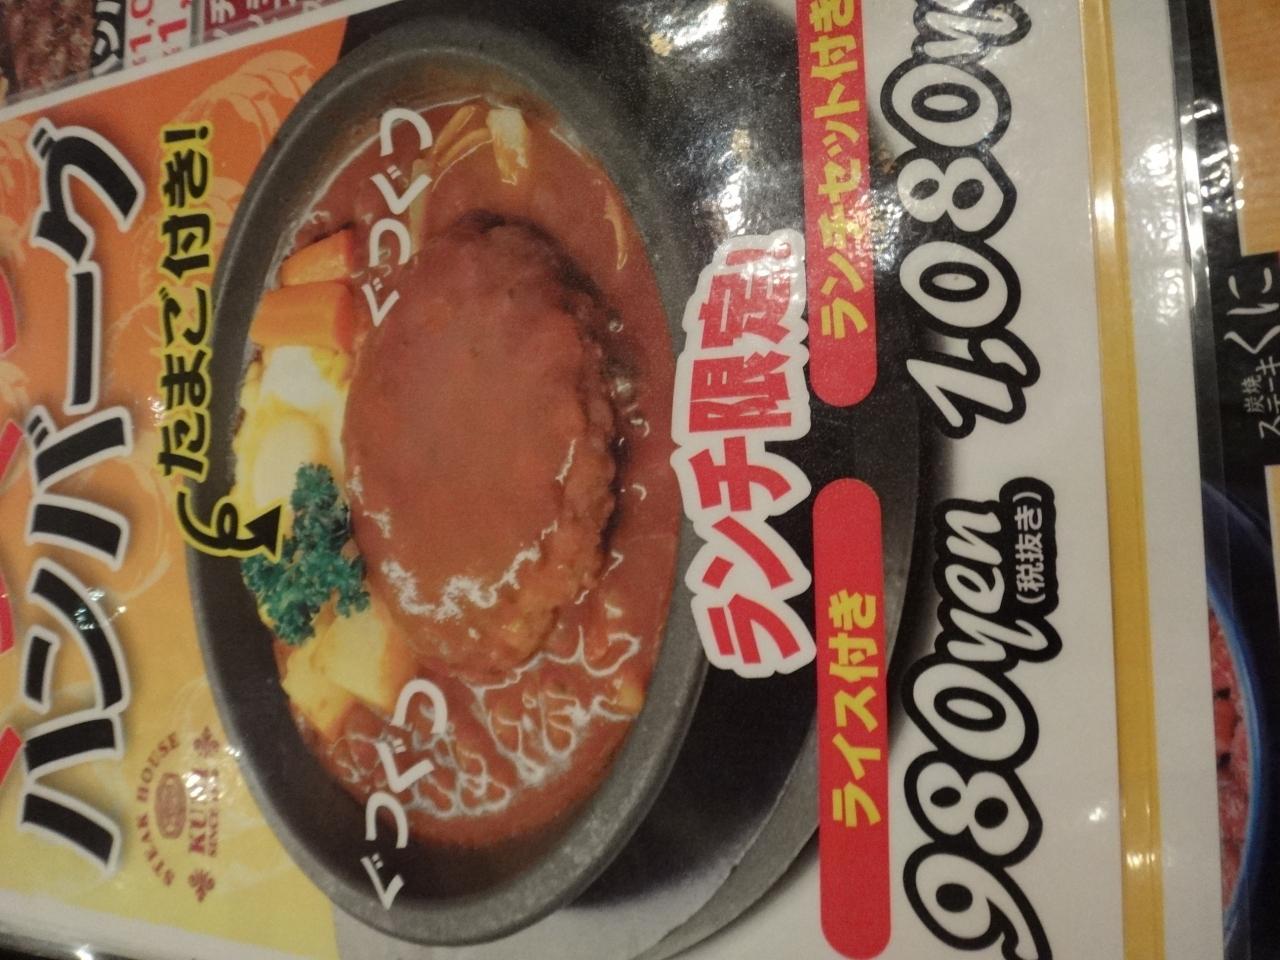 ハンバーグ
たまご付き!
ぐつぐつ
ぐつぐつ
STEAK HOUSE
ランチ限定!
ライス付き
980yen
(税抜き)
ランチセット付き
1,080
炭焼
ステーキ
くに